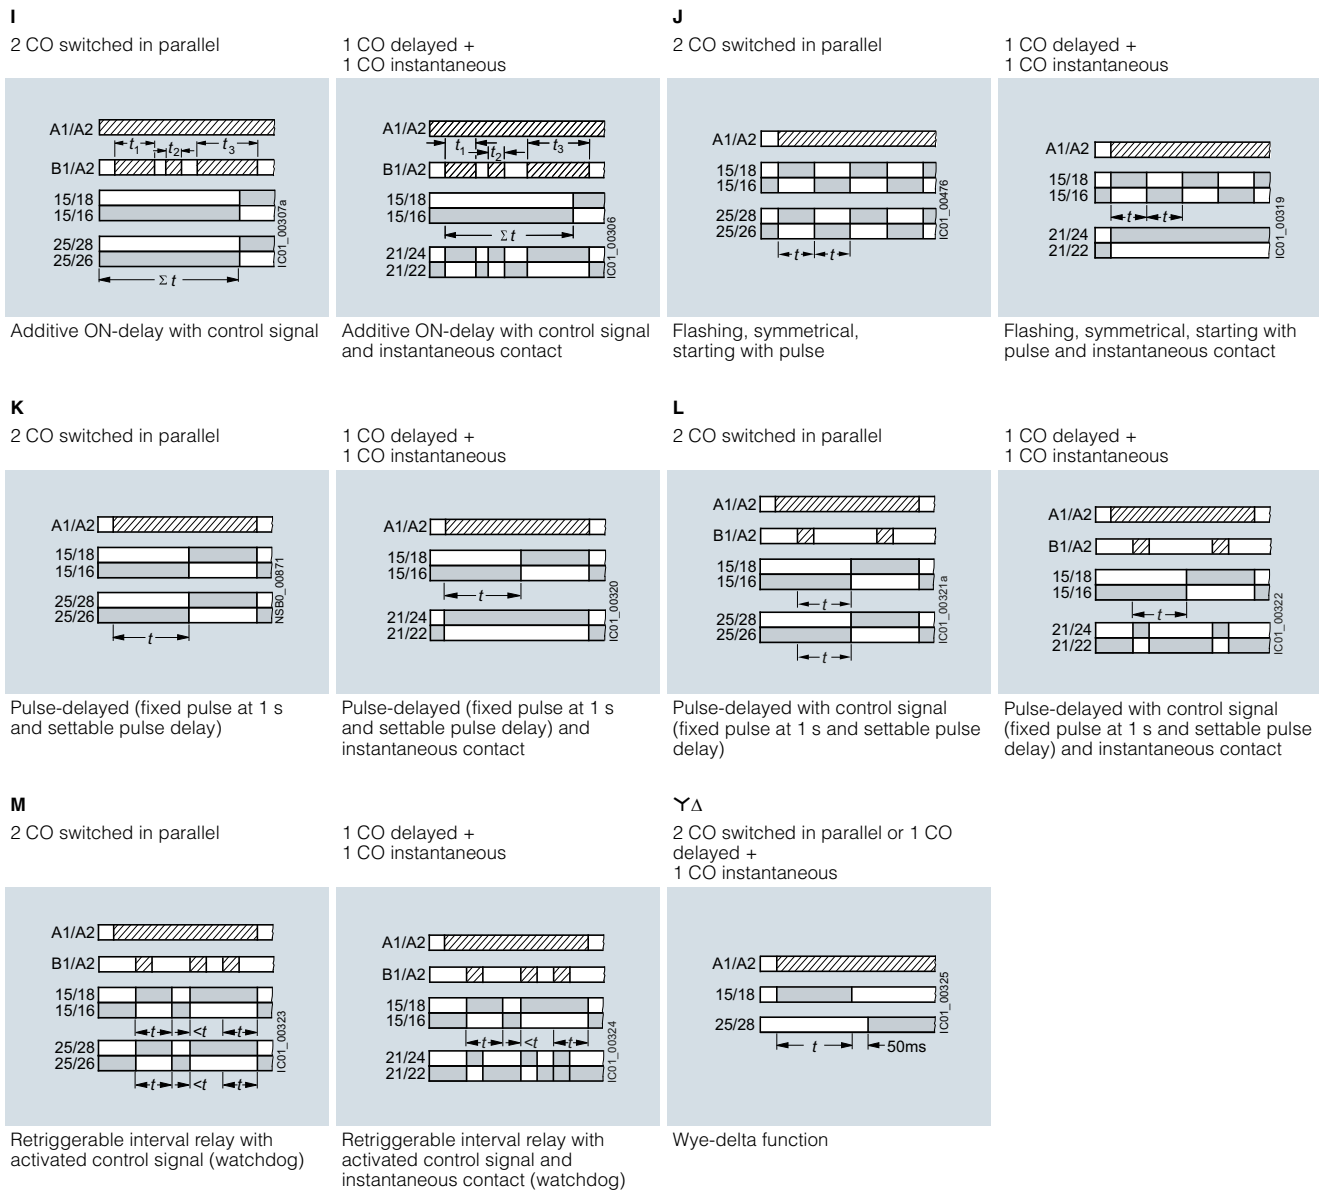 I
2 CO switched in parallel
1 CO delayed +
1 CO instantaneous
A1/A2
t1
t2
t3
B1/A2
15/18
15/16
25/28
25/26
Σ t
IC01_00307a
A1/A2
t1
t2
t3
B1/A2
15/18
15/16
Σ t
21/24
21/22
IC01_00306
Additive ON-delay with control signal
Additive ON-delay with control signal
and instantaneous contact
J
2 CO switched in parallel
1 CO delayed +
1 CO instantaneous
A1/A2
15/18
15/16
25/28
25/26
t
t
IC01_00476
A1/A2
15/18
15/16
t
t
21/24
21/22
IC01_00319
Flashing, symmetrical,
starting with pulse
Flashing, symmetrical, starting with
pulse and instantaneous contact
K
2 CO switched in parallel
1 CO delayed +
1 CO instantaneous
A1/A2
15/18
15/16
25/28
25/26
t
NSB0_00871
A1/A2
15/18
15/16
t
21/24
21/22
IC01_00320
Pulse-delayed (fixed pulse at 1 s
and settable pulse delay)
Pulse-delayed (fixed pulse at 1 s
and settable pulse delay) and
instantaneous contact
L
2 CO switched in parallel
1 CO delayed +
1 CO instantaneous
A1/A2
B1/A2
15/18
15/16
t
25/28
25/26
t
IC01_00321a
A1/A2
B1/A2
15/18
15/16
t
21/24
21/22
IC01_00322
Pulse-delayed with control signal
(fixed pulse at 1 s and settable pulse
delay)
Pulse-delayed with control signal
(fixed pulse at 1 s and settable pulse
delay) and instantaneous contact
M
2 CO switched in parallel
1 CO delayed +
1 CO instantaneous
A1/A2
B1/A2
15/18
15/16
t
<t
t
25/28
25/26
t
<t
t
IC01_00323
A1/A2
B1/A2
15/18
15/16
t
<t
t
21/24
21/22
IC01_00324
Retriggerable interval relay with
activated control signal (watchdog)
Retriggerable interval relay with
activated control signal and
instantaneous contact (watchdog)
YΔ
2 CO switched in parallel or 1 CO
delayed +
1 CO instantaneous
A1/A2
15/18
25/28
t
50ms
IC01_00325
Wye-delta function